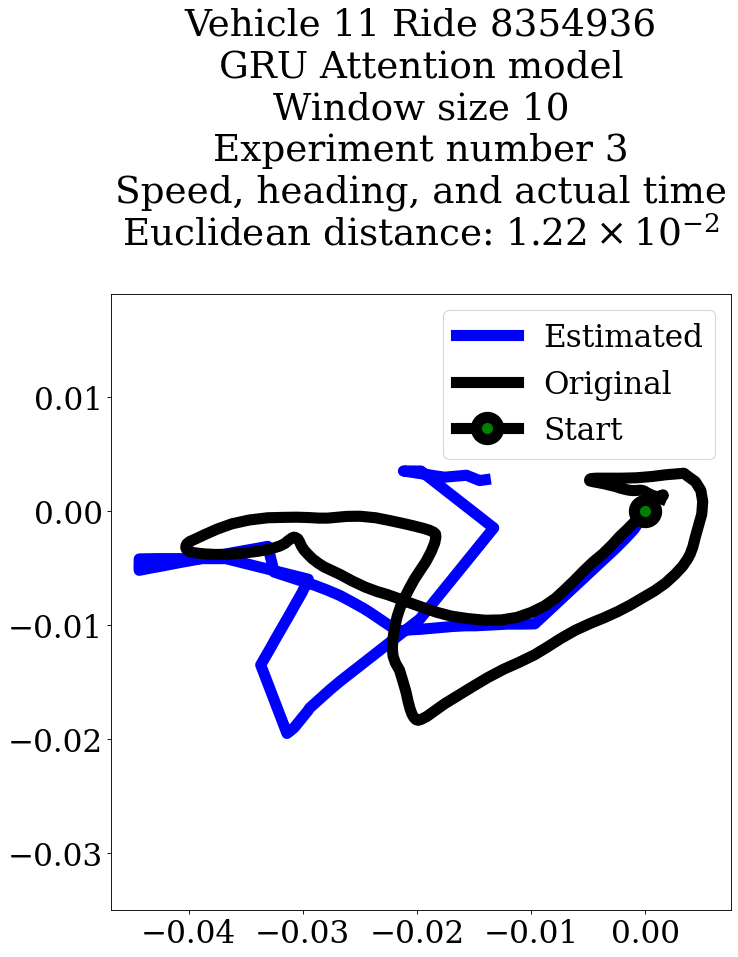 Vehicle 11 Ride 8354936
GRU Attention model
Window size 10
Experiment number 3
Speed, heading, and actual time
Euclidean distance: 1.22 × 10⁻²
Estimated
Original
Start
0.01
0.00
−0.01
−0.02
−0.03
−0.04 −0.03 −0.02 −0.01 0.00